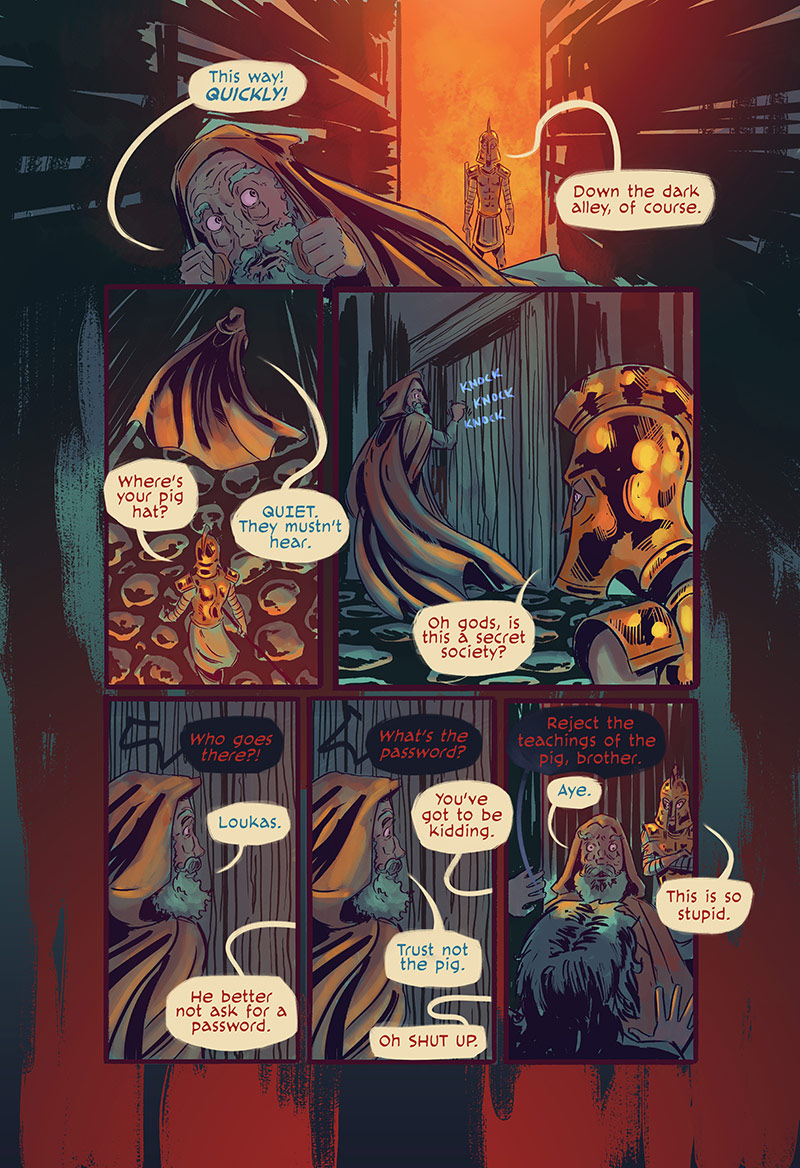 This way!
QUICKLY!
Down the dark
alley, of course.
Where's
your pig
hat?
QUIET.
They mustn't
hear.
KNOCK
KNOCK
KNOCK
Oh gods, is
this a secret
society?
Who goes
there?!
Loukas.
He better
not ask for a
password.
What's the
password?
You've
got to be
kidding.
Trust not
the pig.
Oh SHUT UP.
Reject the
teachings of the
pig, brother.
Aye.
This is so
stupid.